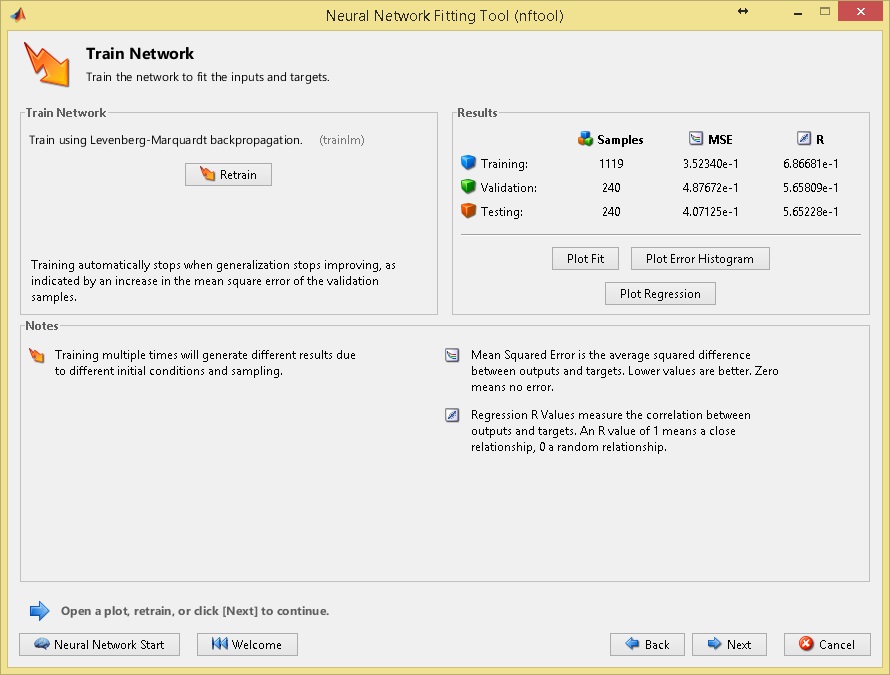 Neural Network Fitting Tool (nftool)
Train Network
Train the network to fit the inputs and targets.
Train Network
Train using Levenberg-Marquardt backpropagation. (trainlm)
Retrain
Training automatically stops when generalization stops improving, as
indicated by an increase in the mean square error of the validation
samples.
Results
Samples MSE R
Training: 1119 3.52340e-1 6.86681e-1
Validation: 240 4.87672e-1 5.65809e-1
Testing: 240 4.07125e-1 5.65228e-1
Plot Fit Plot Error Histogram
Plot Regression
Notes
Training multiple times will generate different results due
to different initial conditions and sampling.
Mean Squared Error is the average squared difference
between outputs and targets. Lower values are better. Zero
means no error.
Regression R Values measure the correlation between
outputs and targets. An R value of 1 means a close
relationship, 0 a random relationship.
Open a plot, retrain, or click [Next] to continue.
Neural Network Start Welcome Back Next Cancel